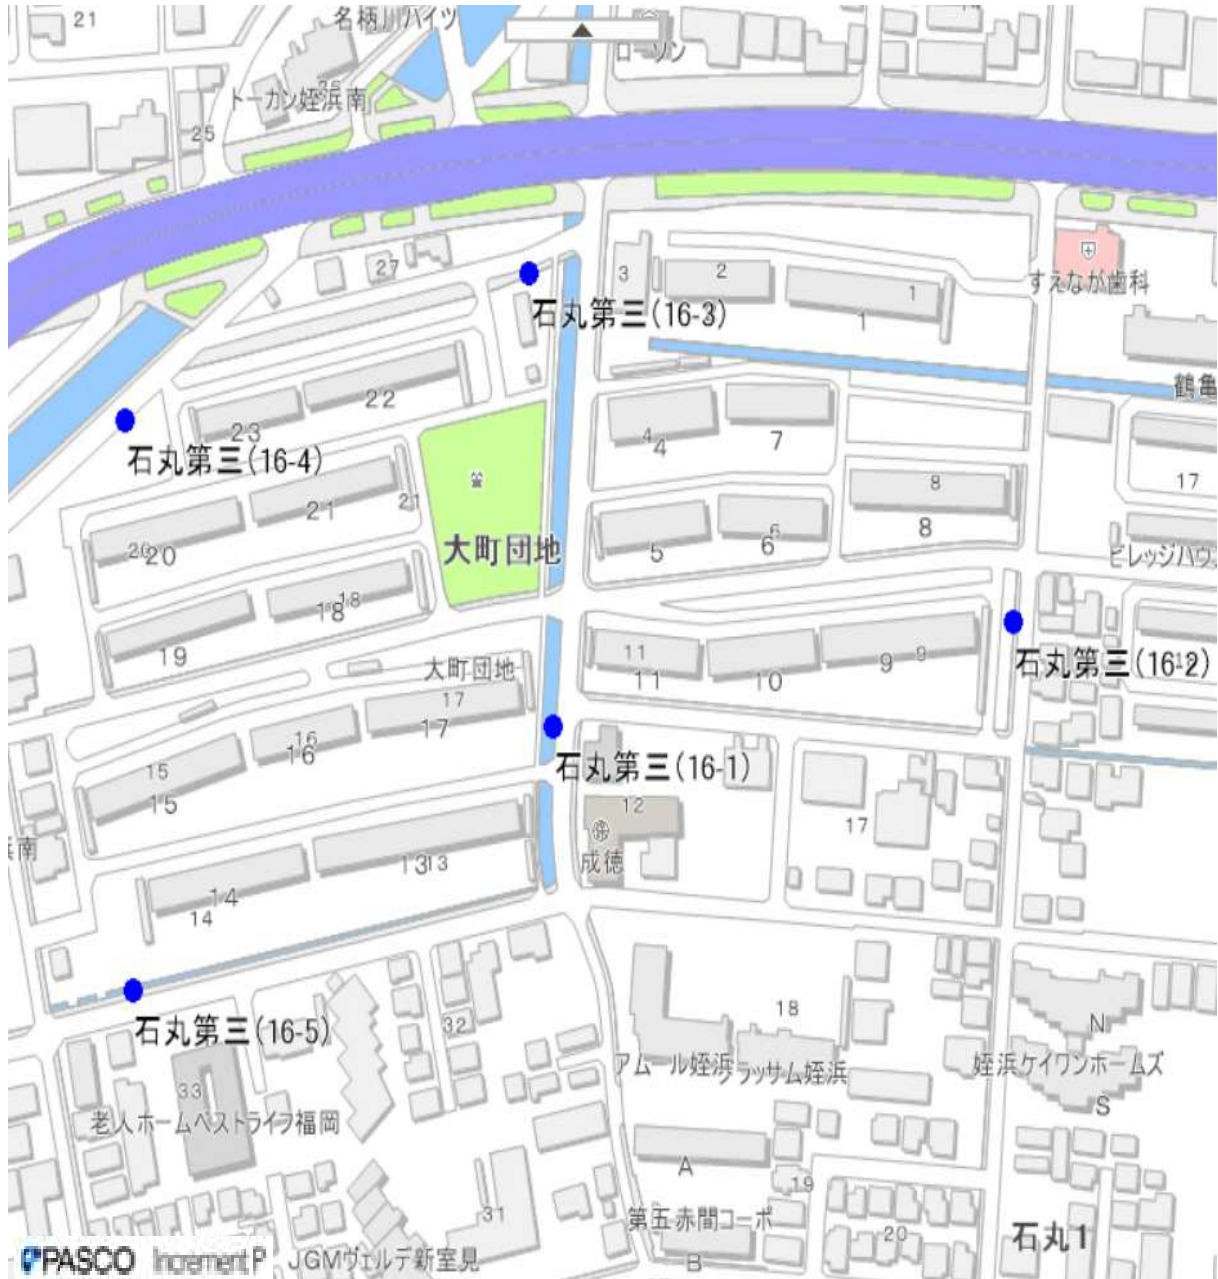 21
名柄川ハイツ
ローソン
26
トーカン姪浜南
25
27
3
2
1
1
すえなが歯科
石丸第三(16-3)
22
23
石丸第三(16-4)
4
4
7
鶴亀
17
21
21
8
8
20
20
大町団地
5
6
6
ビレッジハウス
18
18
19
大町団地
11
11
10
9
9
石丸第三(16-2)
17
17
16
16
15
15
石丸第三(16-1)
12
17
浜南
成徳
13
13
14
14
18
N
32
石丸第三(16-5)
アムール姪浜
グラッサム姪浜
姪浜ケイワンホームズ
S
33
老人ホームベストライフ福岡
A
19
31
第五赤間コーポ
20
石丸1
B
PASCO Increment P
JGMヴェルデ新室見